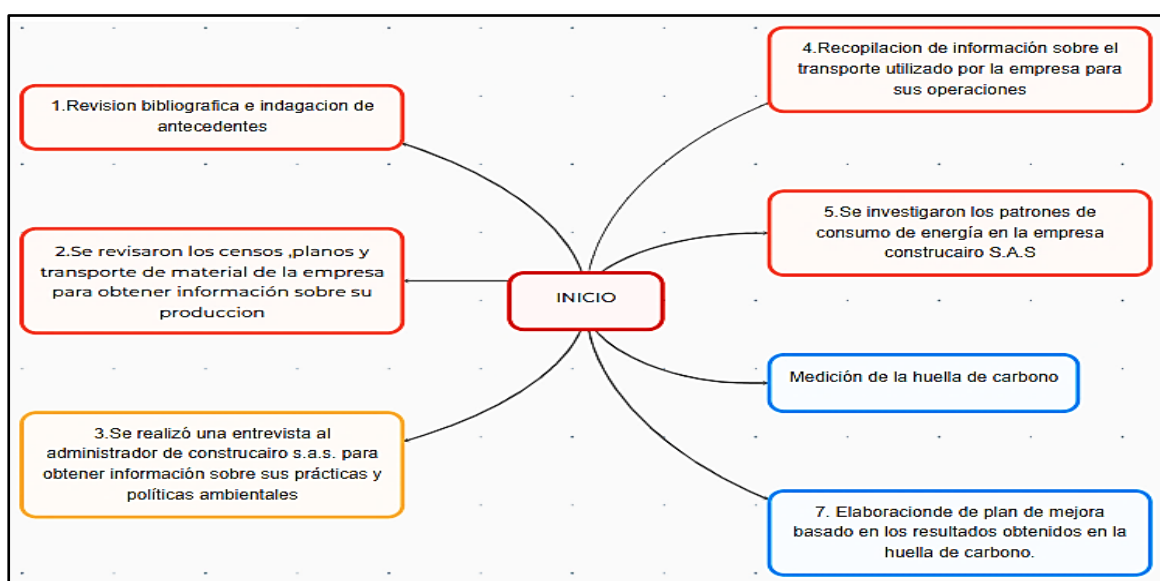 1.Revision bibliografica e indagacion de
antecedentes
2.Se revisaron los censos ,planos y
transporte de material de la empresa
para obtener información sobre su
produccion
3.Se realizó una entrevista al
administrador de construcairo s.a.s. para
obtener información sobre sus prácticas y
políticas ambientales
INICIO
4.Recopilacion de información sobre el
transporte utilizado por la empresa para
sus operaciones
5.Se investigaron los patrones de
consumo de energía en la empresa
construcairo S.A.S
Medición de la huella de carbono
7. Elaboracionde de plan de mejora
basado en los resultados obtenidos en la
huella de carbono.